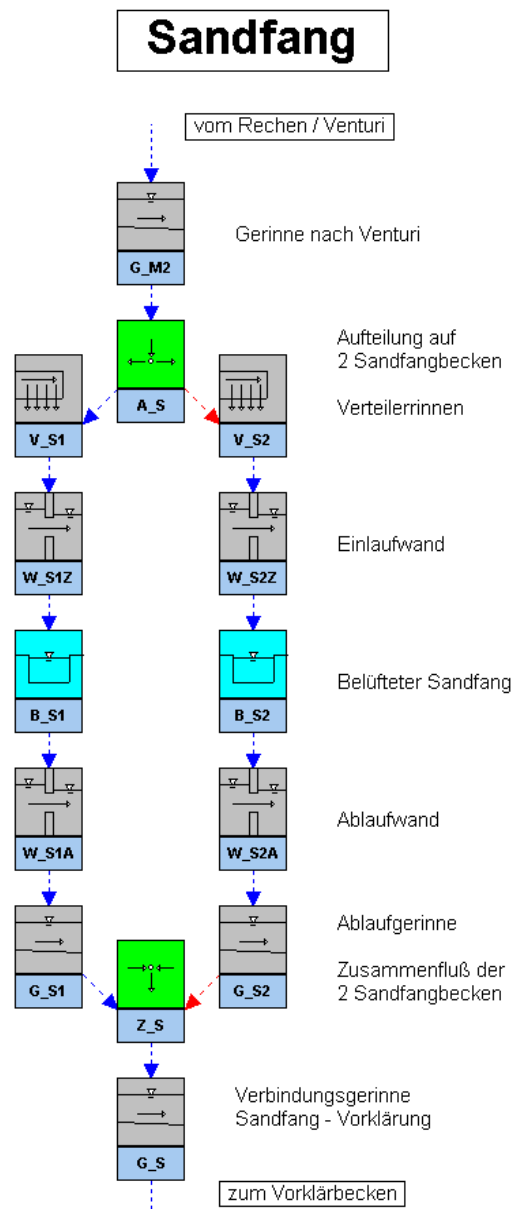 Sandfang
vom Rechen / Venturi
Gerinne nach Venturi
G_M2
Aufteilung auf
2 Sandfangbecken
A_S
Verteilerrinnen
V_S1
V_S2
Einlaufwand
W_S1Z
W_S2Z
Belüfteter Sandfang
B_S1
B_S2
Ablaufwand
W_S1A
W_S2A
Ablaufgerinne
Zusammenfluß der
2 Sandfangbecken
G_S1
G_S2
Z_S
Verbindungsgerinne
Sandfang - Vorklärung
G_S
zum Vorklärbecken